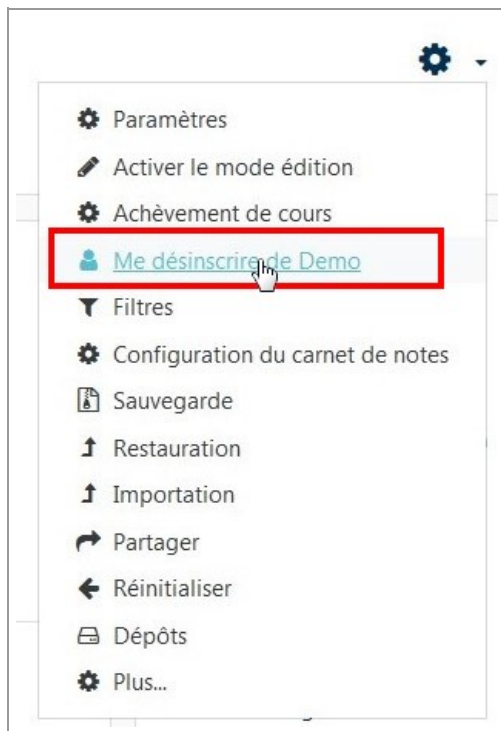 Paramètres
Activer le mode édition
Achèvement de cours
Me désinscrire de Demo
Filtres
Configuration du carnet de notes
Sauvegarde
Restauration
Importation
Partager
Réinitialiser
Dépôts
Plus...